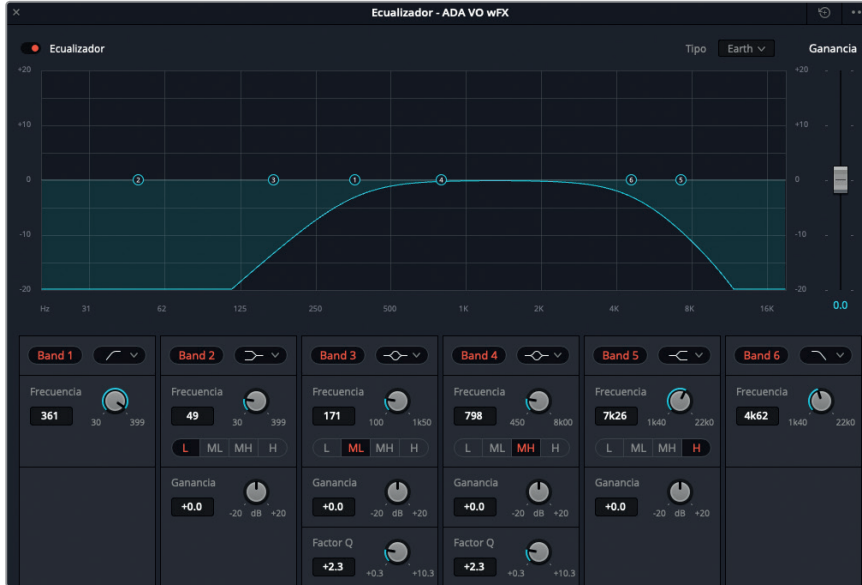 Ecualizador - ADA VO wFX
Ecualizador
Tipo Earth Ganancia
+20 +20
+10 +10
2 3 1 4 6 5
0 0
-10 -10
-20 -20
Hz 31 62 125 250 500 1K 2K 4K 8K 16K 0.0
Band 1 Band 2 Band 3 Band 4 Band 5 Band 6
Frecuencia Frecuencia Frecuencia Frecuencia Frecuencia Frecuencia
361 30 399 49 30 399 171 100 1k50 798 450 8k00 7k26 1k40 22k0 4k62 1k40 22k0
L ML MH H L ML MH H L ML MH H L ML MH H
Ganancia Ganancia Ganancia Ganancia
+0.0 -20 dB +20 +0.0 -20 dB +20 +0.0 -20 dB +20 +0.0 -20 dB +20
Factor Q Factor Q
+2.3 +0.3 +10.3 +2.3 +0.3 +10.3